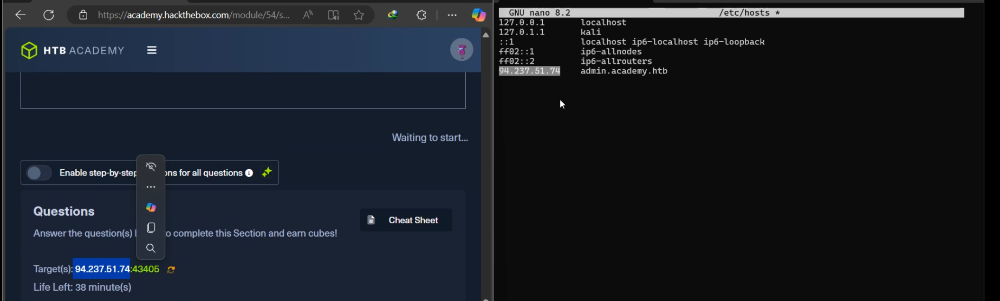 https://academy.hackthebox.com/module/54/s...
HTB ACADEMY
Waiting to start...
Enable step-by-step ons for all questions
Questions
Cheat Sheet
Answer the question(s) to complete this Section and earn cubes!
Target(s): 94.237.51.74:43405
Life Left: 38 minute(s)
GNU nano 8.2 /etc/hosts *
127.0.0.1 localhost
127.0.1.1 kali
::1 localhost ip6-localhost ip6-loopback
ff02::1 ip6-allnodes
ff02::2 ip6-allrouters
94.237.51.74 admin.academy.htb